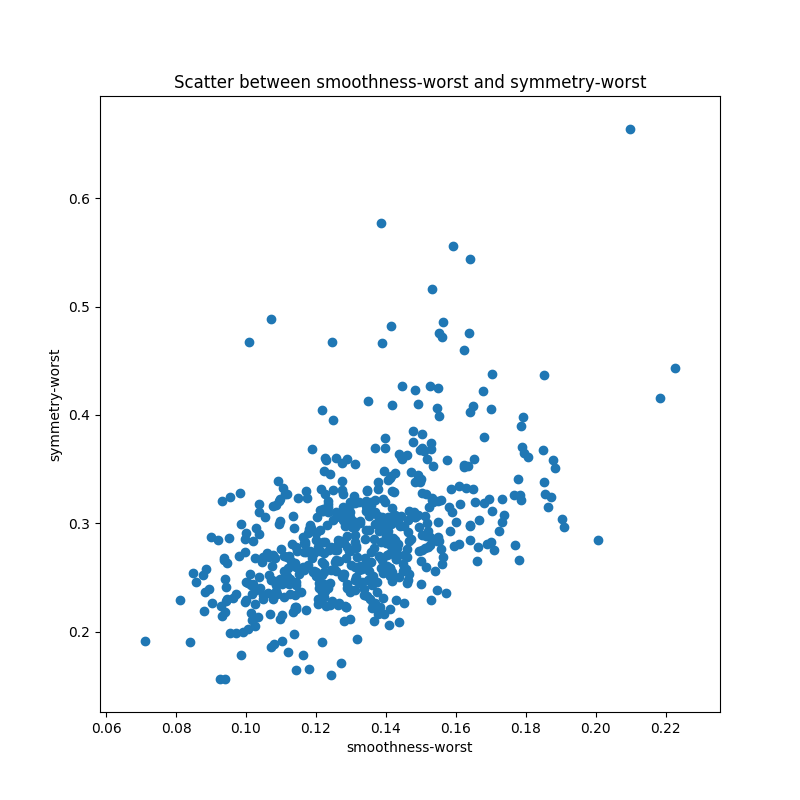 Scatter between smoothness-worst and symmetry-worst
symmetry-worst
0.6
0.5
0.4
0.3
0.2
0.06 0.08 0.10 0.12 0.14 0.16 0.18 0.20 0.22
smoothness-worst